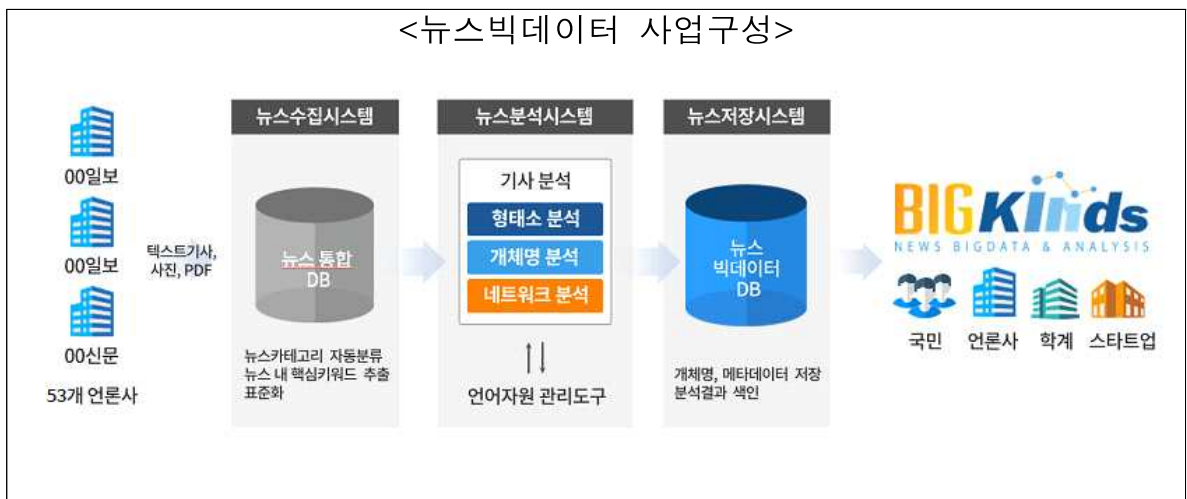 <뉴스빅데이터 사업구성>
00일보
00일보
00신문
53개 언론사
텍스트기사,
사진, PDF
뉴스수집시스템
뉴스 통합
DB
뉴스카테고리 자동분류
뉴스 내 핵심키워드 추출
표준화
뉴스분석시스템
기사 분석
형태소 분석
개체명 분석
네트워크 분석
언어자원 관리도구
뉴스저장시스템
뉴스
빅데이터
DB
개체명, 메타데이터 저장
분석결과 색인
BIGKinds
NEWS BIGDATA & ANALYSIS
국민 언론사 학계 스타트업